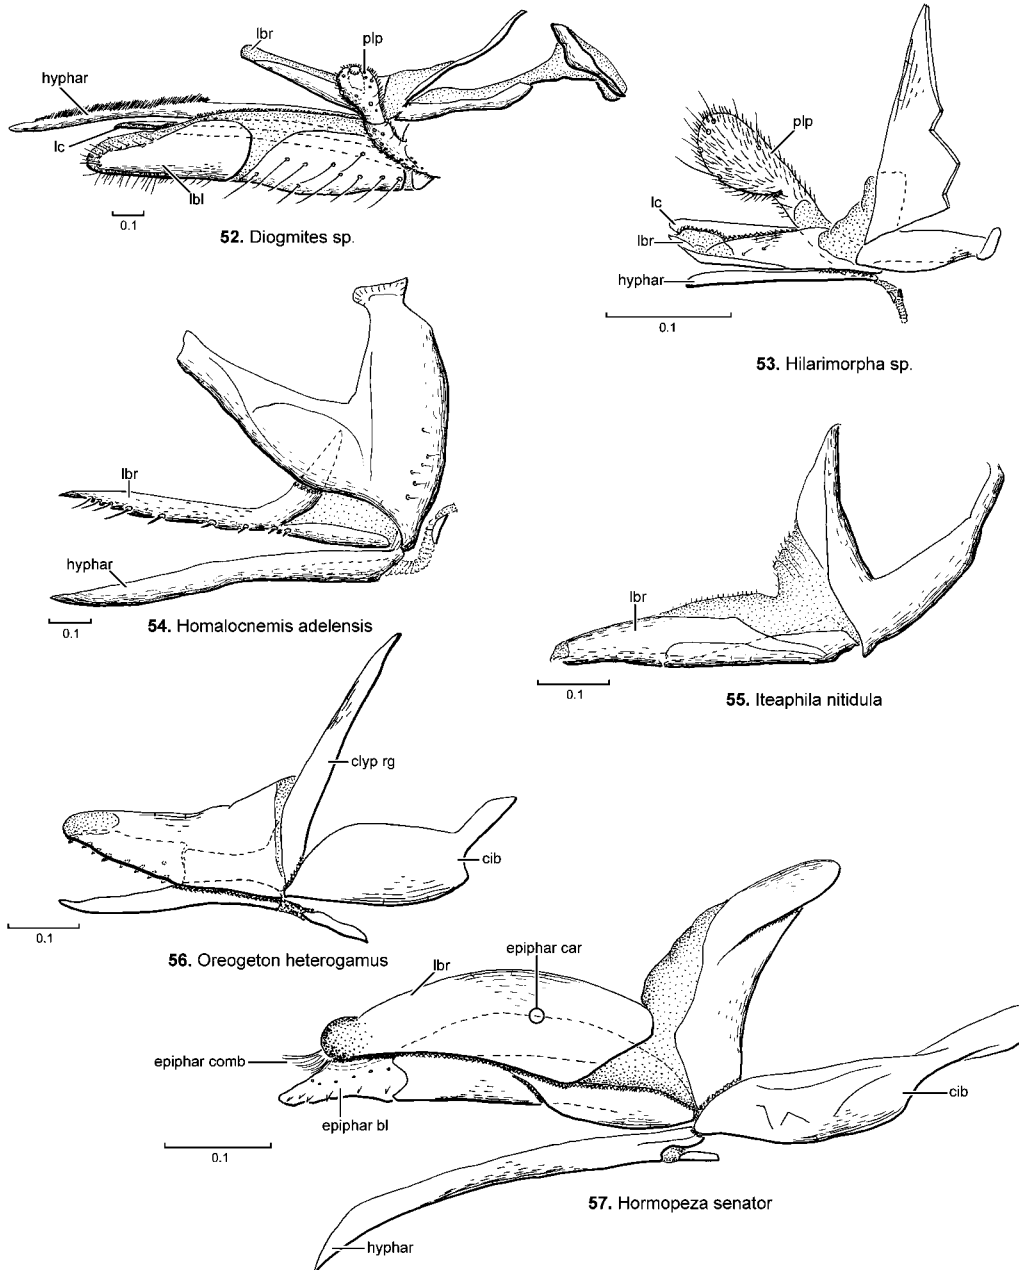 lbr
plp
hyphar
lc
lbl
0.1
52. Diogmites sp.
plp
lc
lbr
hyphar
0.1
53. Hilarimorpha sp.
lbr
hyphar
0.1
54. Homalocnemis adelensis
lbr
0.1
55. Iteaphila nitidula
clyp rg
cib
0.1
56. Oreogeton heterogamus
epiphar car
lbr
epiphar comb
cib
epiphar bl
0.1
57. Hormopeza senator
hyphar